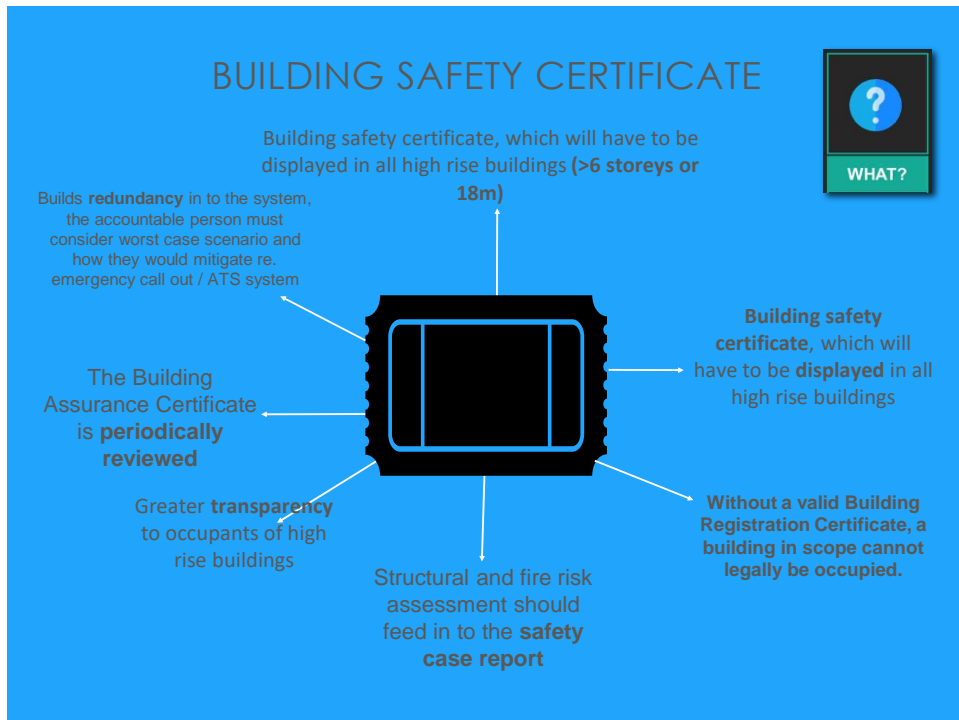 BUILDING SAFETY CERTIFICATE
WHAT?
Building safety certificate, which will have to be
displayed in all high rise buildings (>6 storeys or
18m)
Builds redundancy in to the system,
the accountable person must
consider worst case scenario and
how they would mitigate re.
emergency call out / ATS system
Building safety
certificate, which will
have to be displayed in all
high rise buildings
The Building
Assurance Certificate
is periodically
reviewed
Greater transparency
to occupants of high
rise buildings
Structural and fire risk
assessment should
feed in to the safety
case report
Without a valid Building
Registration Certificate, a
building in scope cannot
legally be occupied.